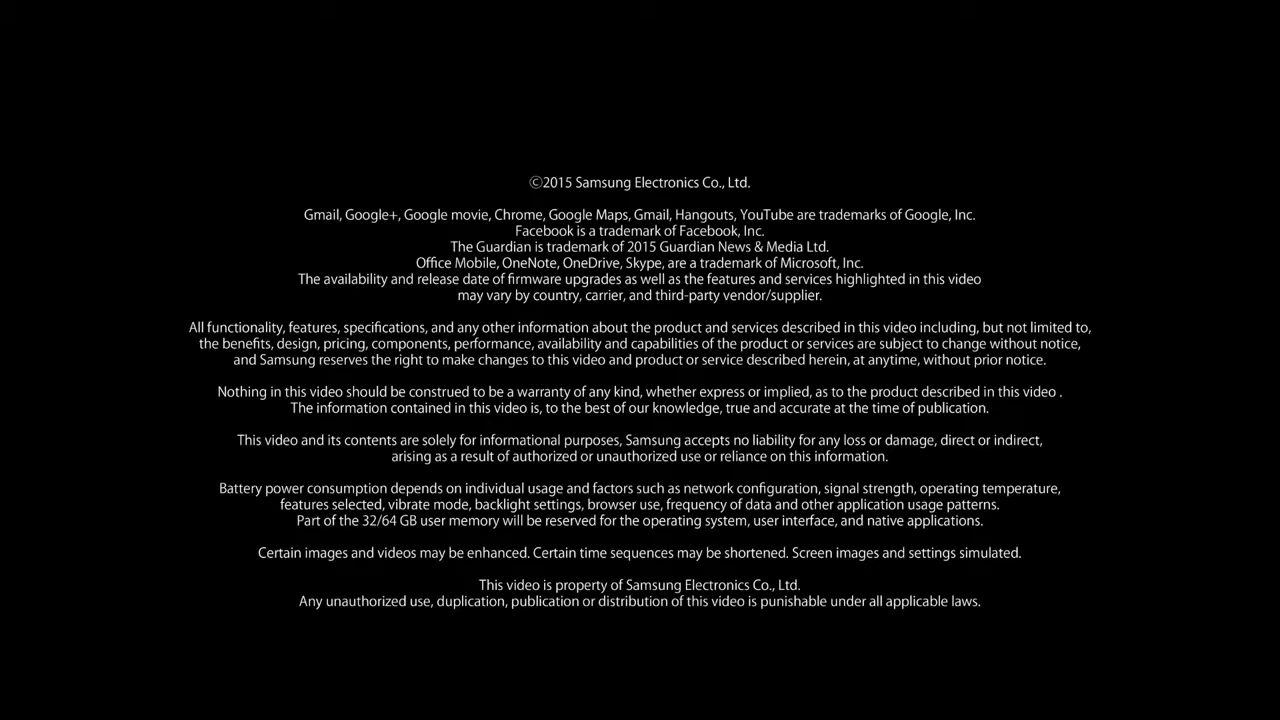 ©2015 Samsung Electronics Co., Ltd.
Gmail, Google+, Google movie, Chrome, Google Maps, Gmail, Hangouts, YouTube are trademarks of Google, Inc.
Facebook is a trademark of Facebook, Inc.
The Guardian is trademark of 2015 Guardian News & Media Ltd.
Office Mobile, OneNote, OneDrive, Skype, are a trademark of Microsoft, Inc.
The availability and release date of firmware upgrades as well as the features and services highlighted in this video
may vary by country, carrier, and third-party vendor/supplier.
All functionality, features, specifications, and any other information about the product and services described in this video including, but not limited to,
the benefits, design, pricing, components, performance, availability and capabilities of the product or services are subject to change without notice,
and Samsung reserves the right to make changes to this video and product or service described herein, at anytime, without prior notice.
Nothing in this video should be construed to be a warranty of any kind, whether express or implied, as to the product described in this video .
The information contained in this video is, to the best of our knowledge, true and accurate at the time of publication.
This video and its contents are solely for informational purposes, Samsung accepts no liability for any loss or damage, direct or indirect,
arising as a result of authorized or unauthorized use or reliance on this information.
Battery power consumption depends on individual usage and factors such as network configuration, signal strength, operating temperature,
features selected, vibrate mode, backlight settings, browser use, frequency of data and other application usage patterns.
Part of the 32/64 GB user memory will be reserved for the operating system, user interface, and native applications.
Certain images and videos may be enhanced. Certain time sequences may be shortened. Screen images and settings simulated.
This video is property of Samsung Electronics Co., Ltd.
Any unauthorized use, duplication, publication or distribution of this video is punishable under all applicable laws.